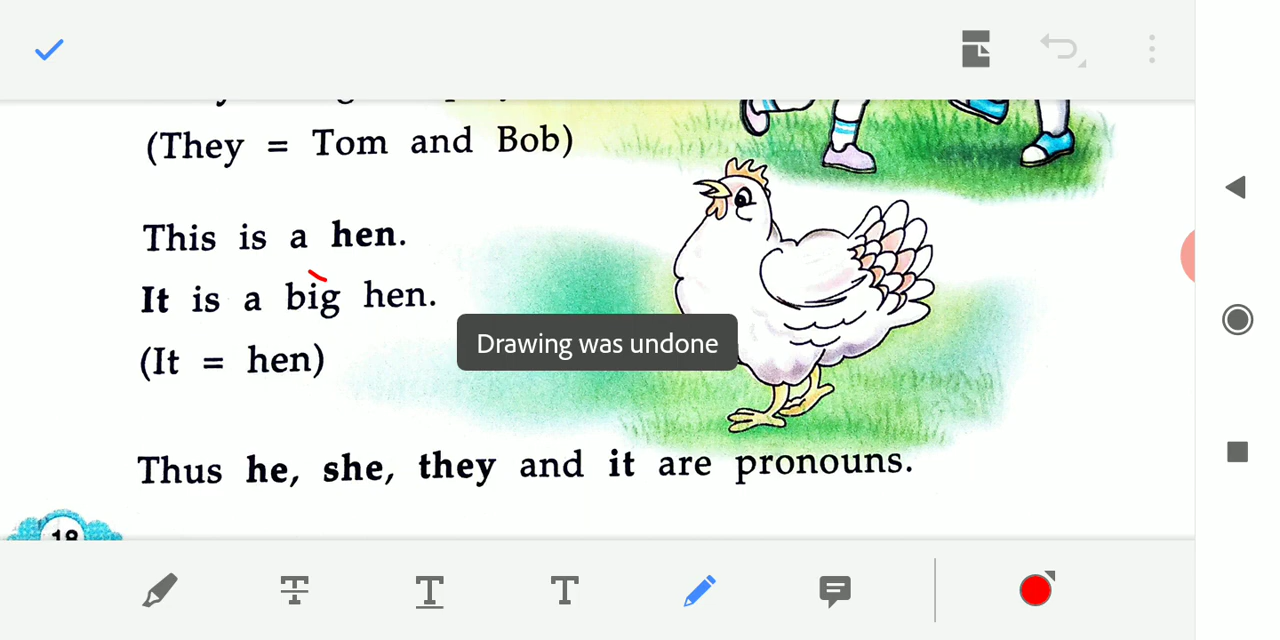 (They = Tom and Bob)
This is a hen.
It is a big hen.
(It = hen)
Drawing was undone
Thus he, she, they and it are pronouns.
18
T
T
T